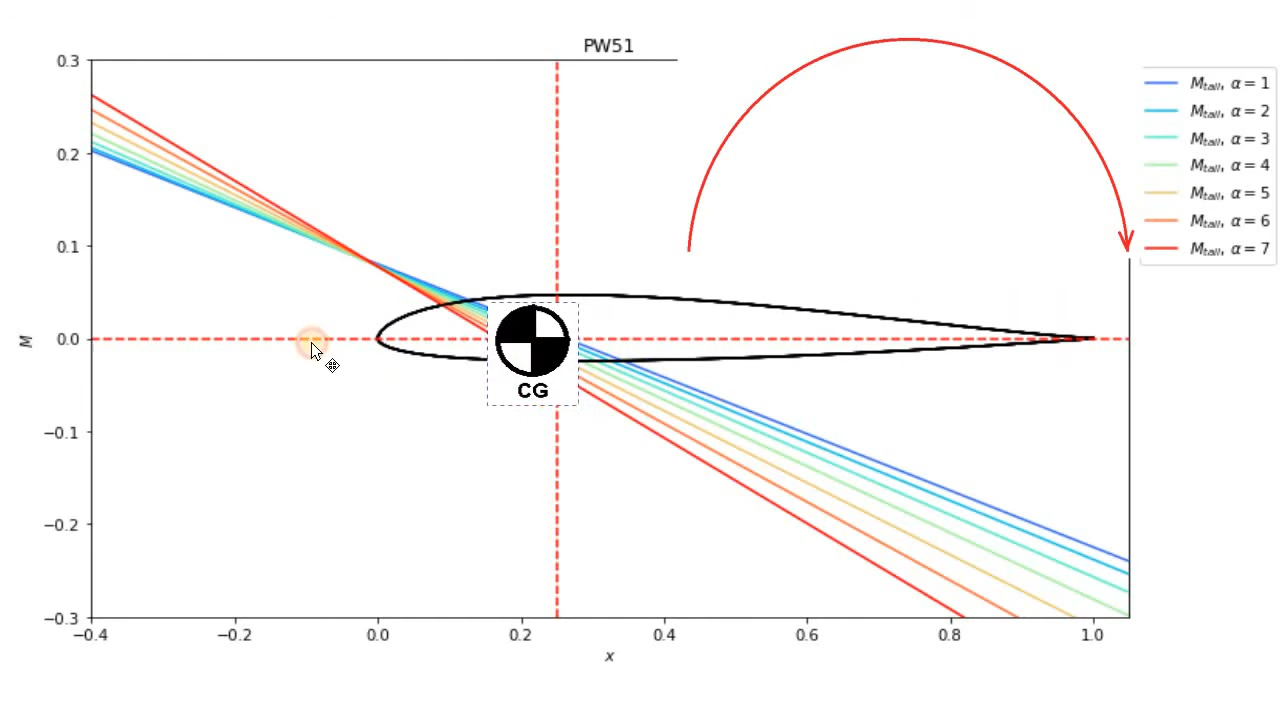 PW51
0.3
0.2
0.1
0.0
−0.1
−0.2
−0.3
M
−0.4 −0.2 0.0 0.2 0.4 0.6 0.8 1.0
x
CG
M_tail, α = 1
M_tail, α = 2
M_tail, α = 3
M_tail, α = 4
M_tail, α = 5
M_tail, α = 6
M_tail, α = 7